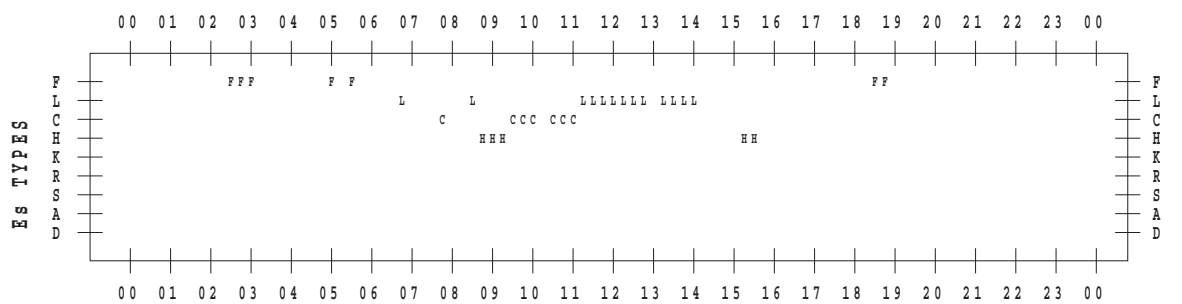 00 01 02 03 04 05 06 07 08 09 10 11 12 13 14 15 16 17 18 19 20 21 22 23 00
F FFF F F FF F
L L L LLLLLLL LLLL L
C C CCC CCC C
H HHH HH H
K K
R R
S S
A A
D D
Es TYPES
00 01 02 03 04 05 06 07 08 09 10 11 12 13 14 15 16 17 18 19 20 21 22 23 00